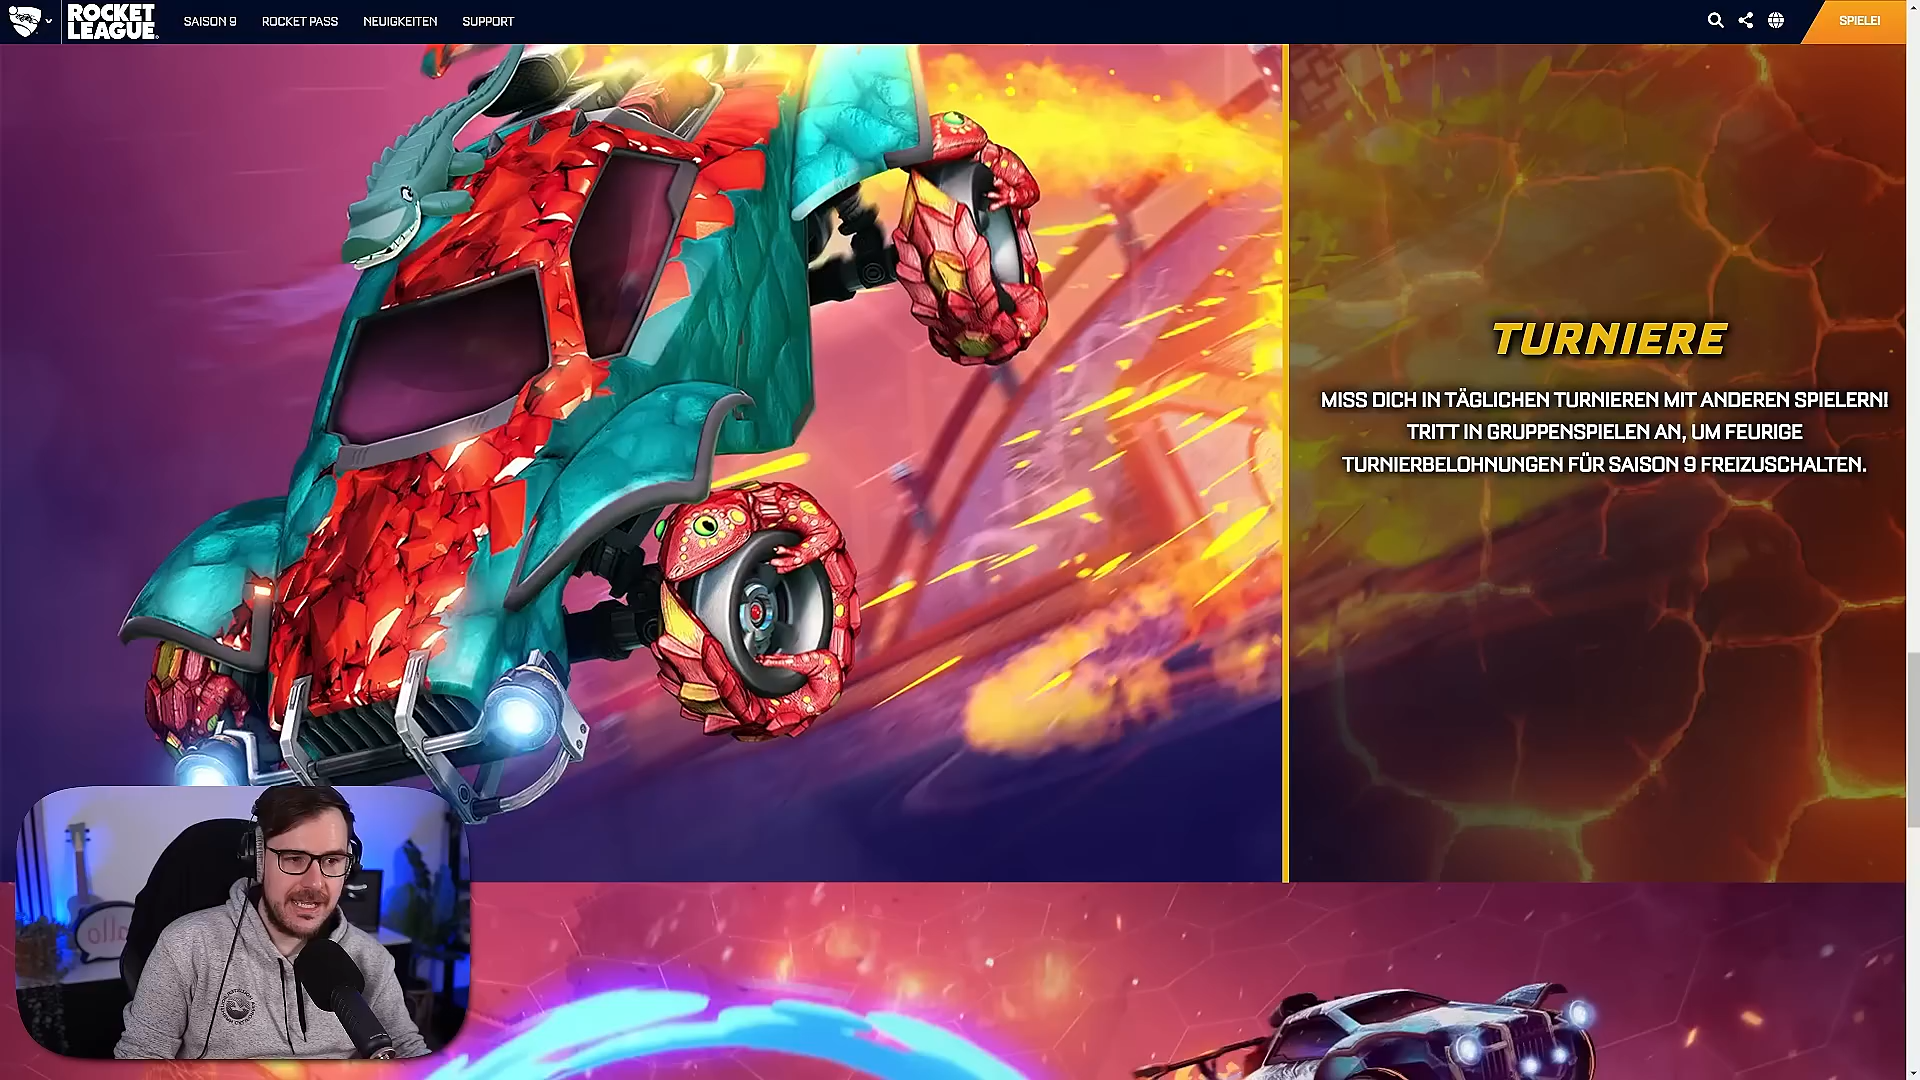 ROCKET
LEAGUE
SAISON 9
ROCKET PASS
NEUIGKEITEN
SUPPORT
SPIELE!
TURNIERE
MISS DICH IN TÄGLICHEN TURNIEREN MIT ANDEREN SPIELERN!
TRITT IN GRUPPENSPIELEN AN, UM FEURIGE
TURNIERBELOHNUNGEN FÜR SAISON 9 FREIZUSCHALTEN.
allo